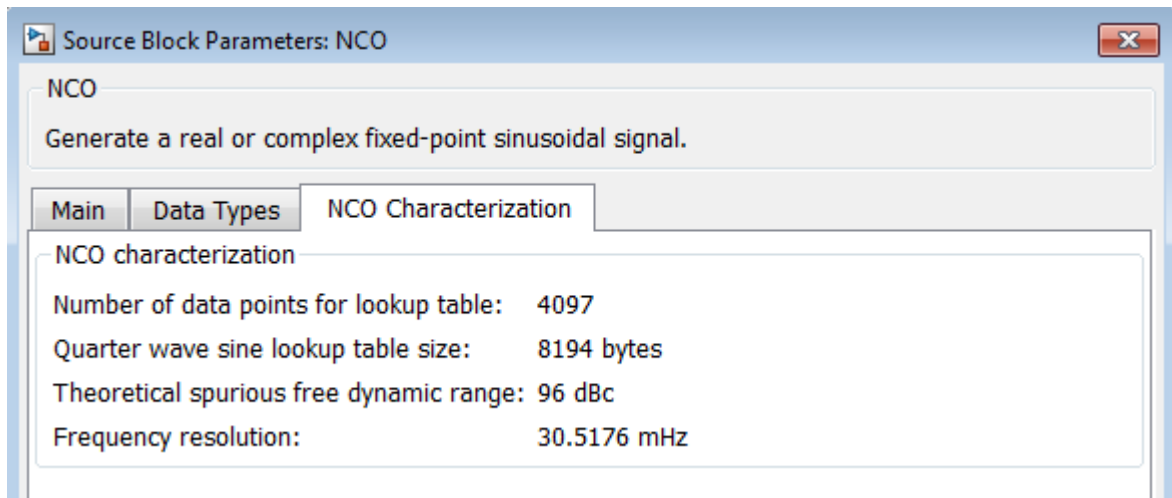 Source Block Parameters: NCO
NCO
Generate a real or complex fixed-point sinusoidal signal.
Main Data Types NCO Characterization
NCO characterization
Number of data points for lookup table: 4097
Quarter wave sine lookup table size: 8194 bytes
Theoretical spurious free dynamic range: 96 dBc
Frequency resolution: 30.5176 mHz